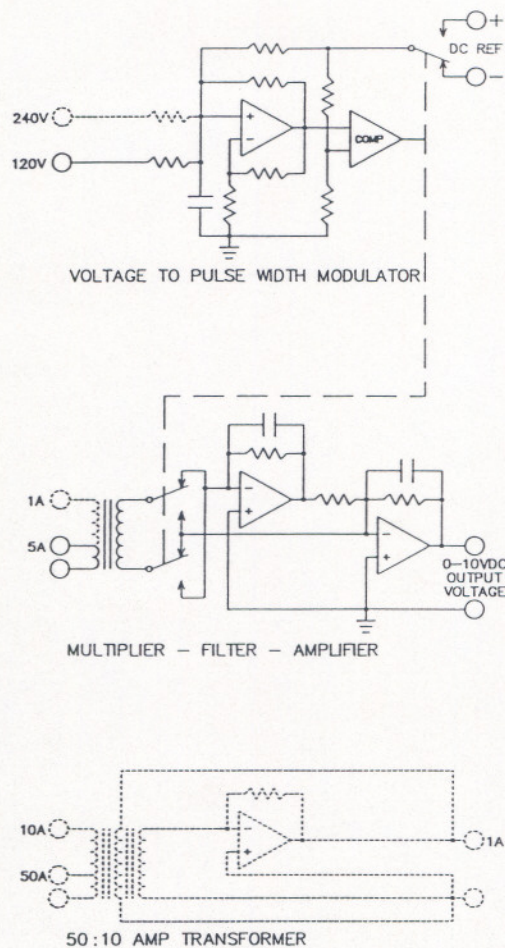 +
DC REF
−
240V
+
−
COMP
120V
VOLTAGE TO PULSE WIDTH MODULATOR
1A
−
+
5A
−
+
0−10VDC
OUTPUT
VOLTAGE
MULTIPLIER − FILTER − AMPLIFIER
10A
−
+
1A
50A
50:10 AMP TRANSFORMER